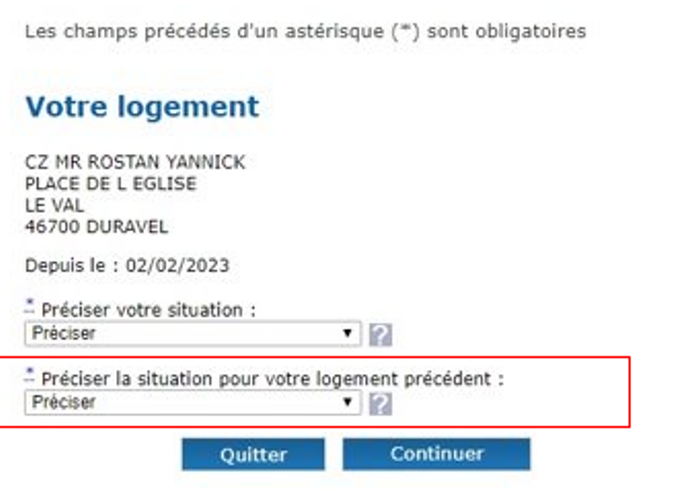 Les champs précédés d'un astérisque (*) sont obligatoires
Votre logement
CZ MR ROSTAN YANNICK
PLACE DE L EGLISE
LE VAL
46700 DURAVEL
Depuis le : 02/02/2023
* Préciser votre situation :
Préciser ?
* Préciser la situation pour votre logement précédent :
Préciser ?
Quitter Continuer